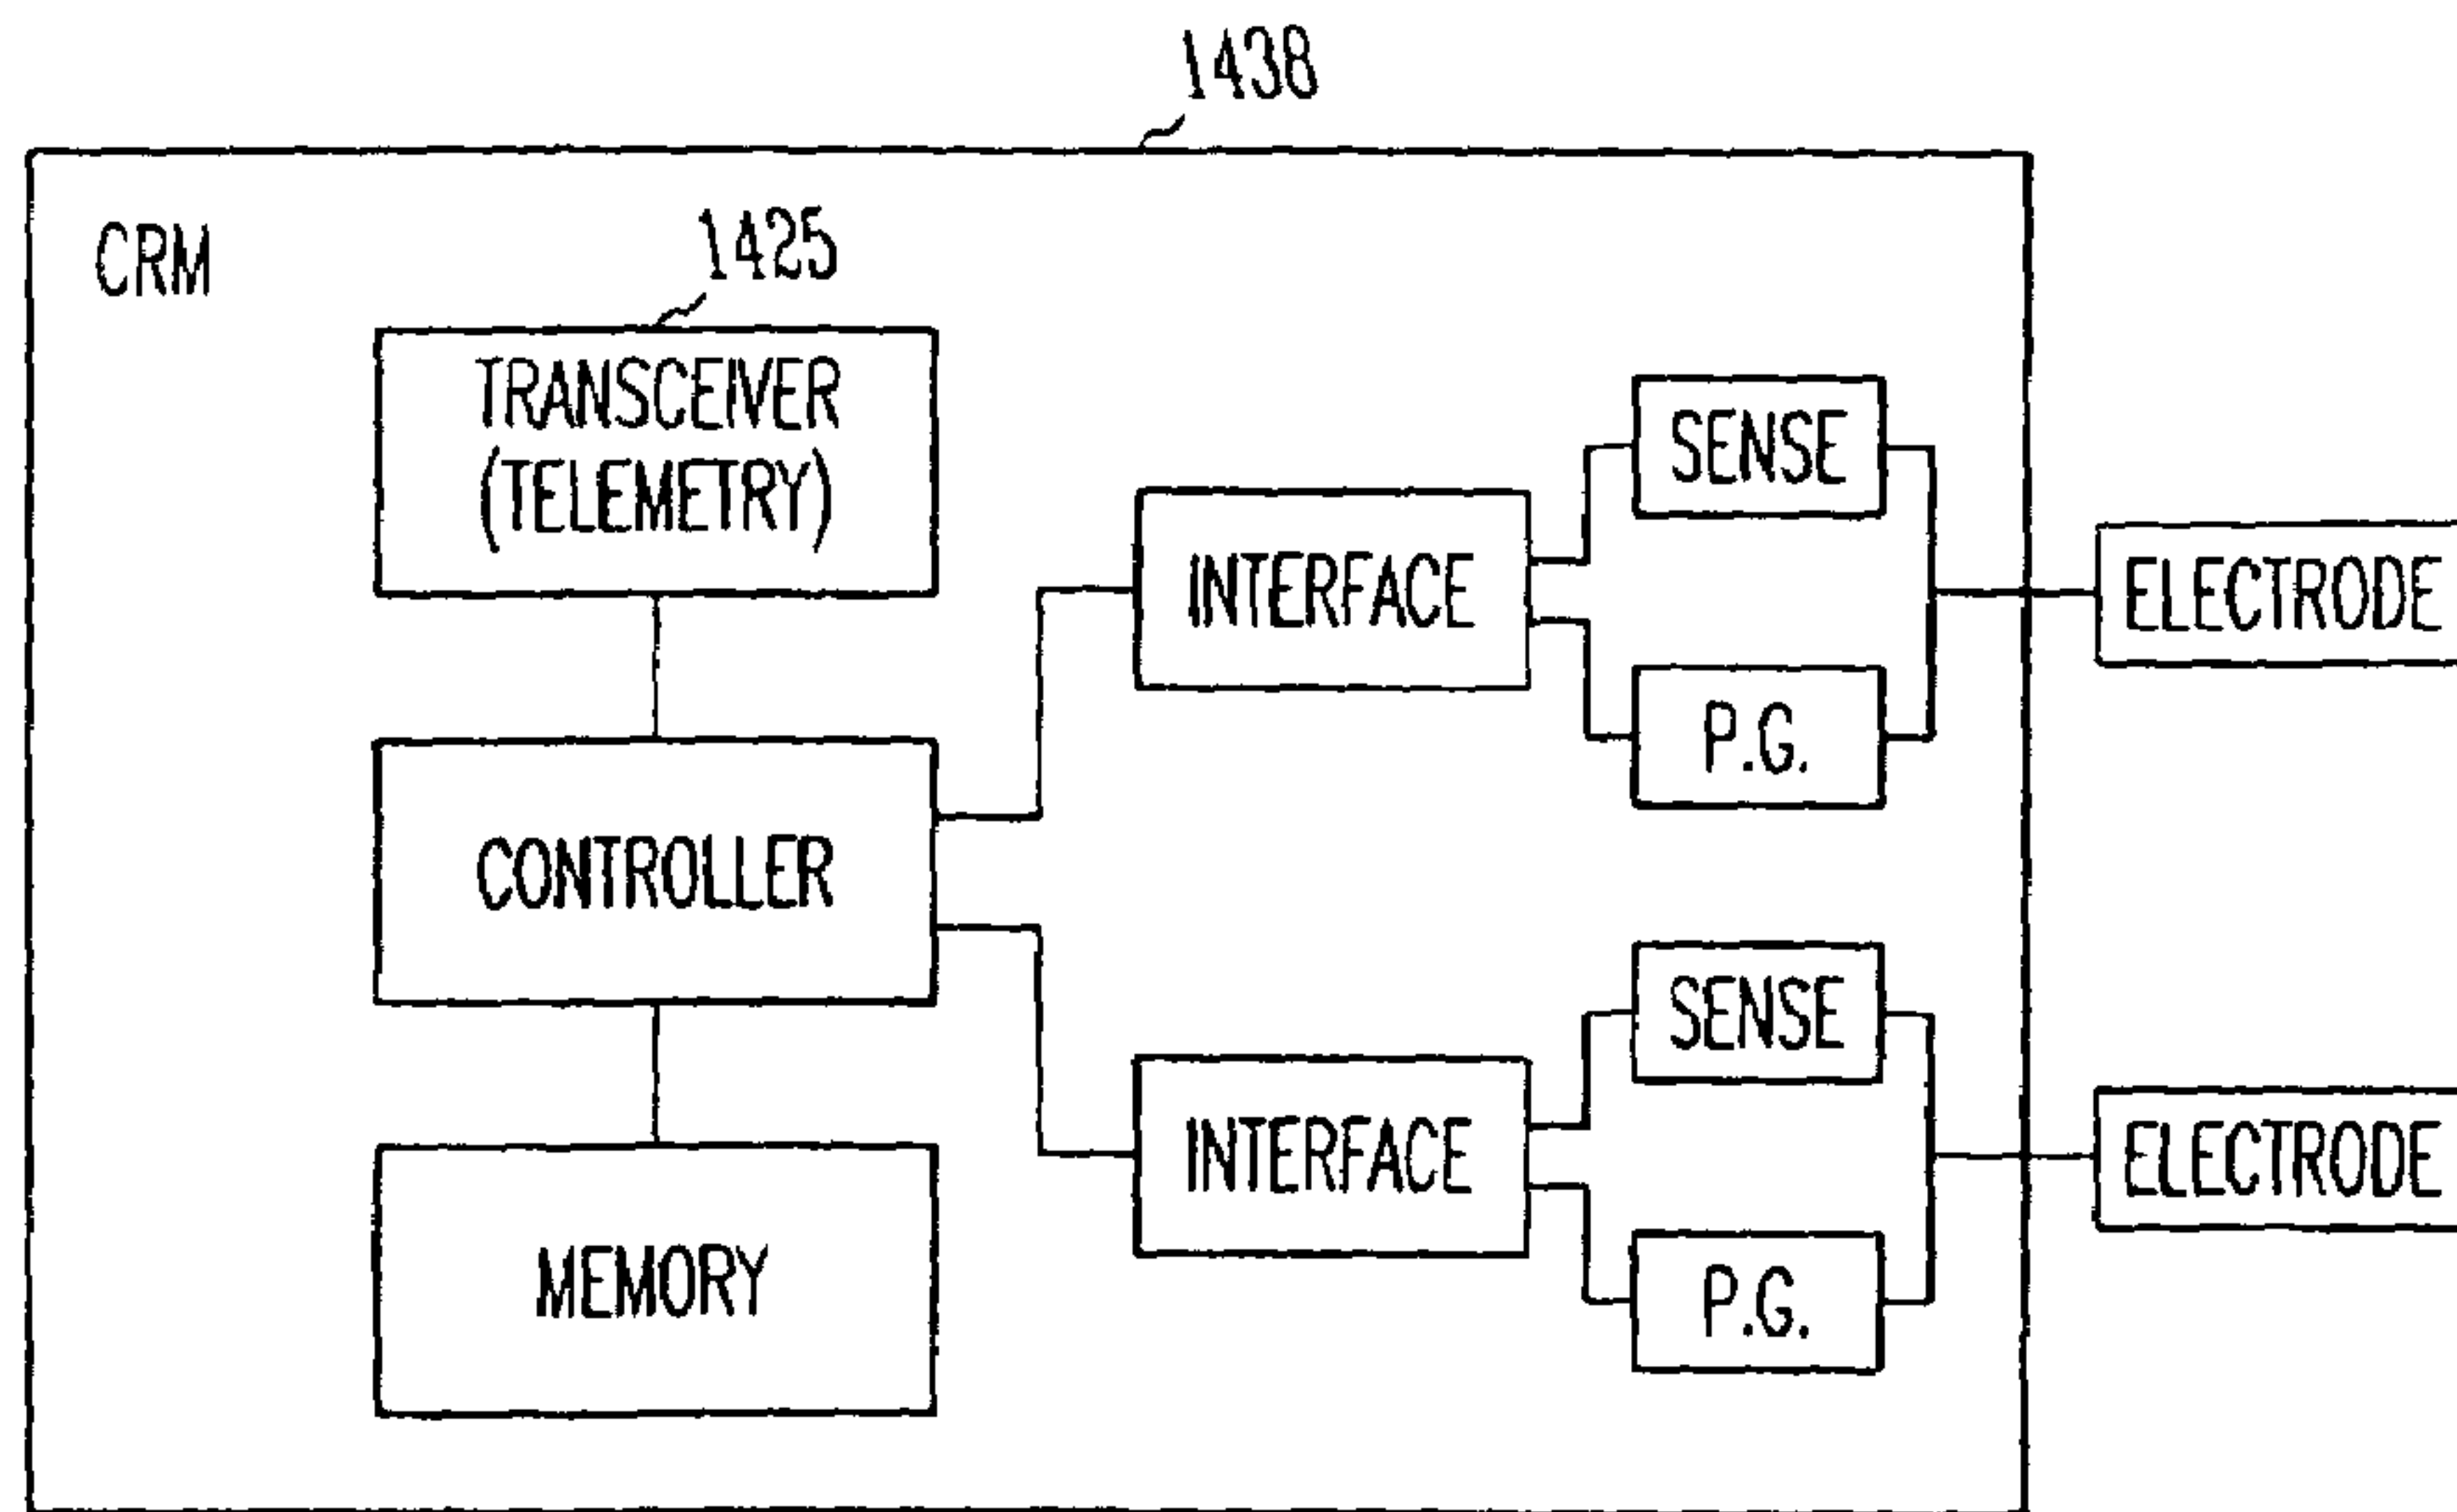 1438
CRM
1425
TRANSCEIVER
(TELEMETRY)
SENSE
INTERFACE
ELECTRODE
P.G.
CONTROLLER
SENSE
INTERFACE
ELECTRODE
P.G.
MEMORY